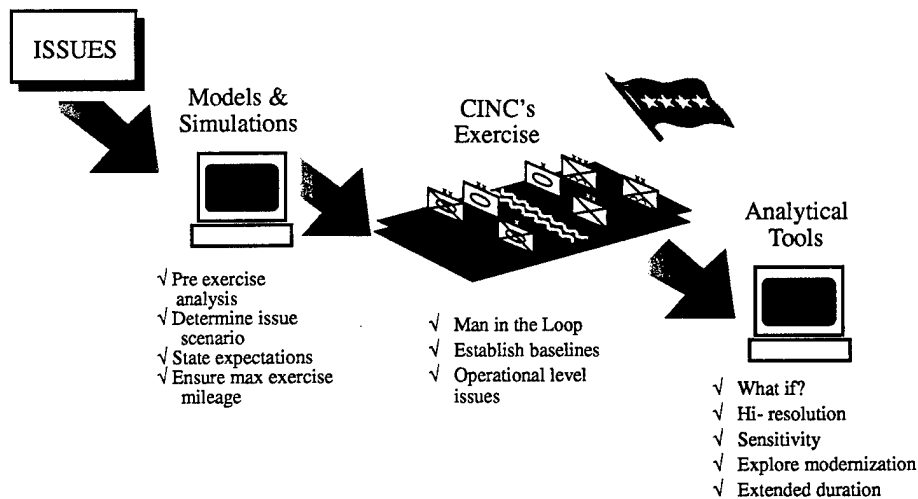 ISSUES
Models &
Simulations
√ Pre exercise
analysis
√ Determine issue
scenario
√ State expectations
√ Ensure max exercise
mileage
CINC's
Exercise
√ Man in the Loop
√ Establish baselines
√ Operational level
issues
Analytical
Tools
√ What if?
√ Hi- resolution
√ Sensitivity
√ Explore modernization
√ Extended duration